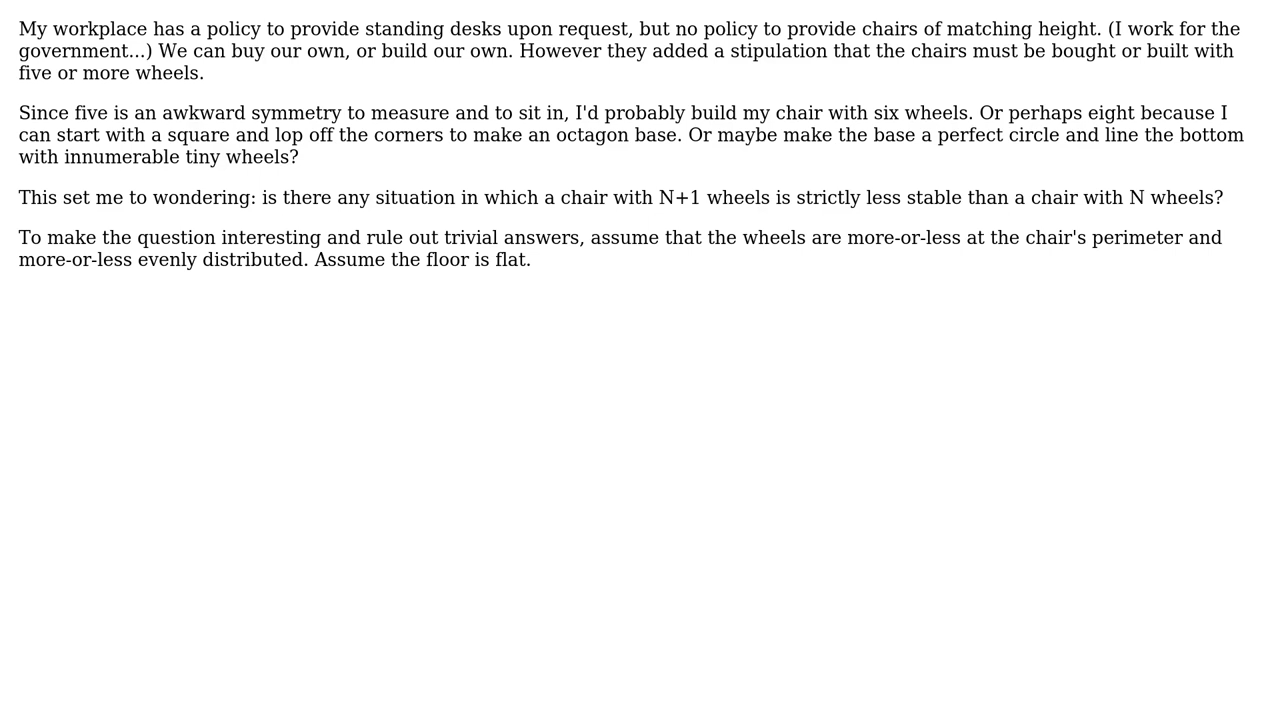 My workplace has a policy to provide standing desks upon request, but no policy to provide chairs of matching height. (I work for the
government...) We can buy our own, or build our own. However they added a stipulation that the chairs must be bought or built with
five or more wheels.
Since five is an awkward symmetry to measure and to sit in, I'd probably build my chair with six wheels. Or perhaps eight because I
can start with a square and lop off the corners to make an octagon base. Or maybe make the base a perfect circle and line the bottom
with innumerable tiny wheels?
This set me to wondering: is there any situation in which a chair with N+1 wheels is strictly less stable than a chair with N wheels?
To make the question interesting and rule out trivial answers, assume that the wheels are more-or-less at the chair's perimeter and
more-or-less evenly distributed. Assume the floor is flat.